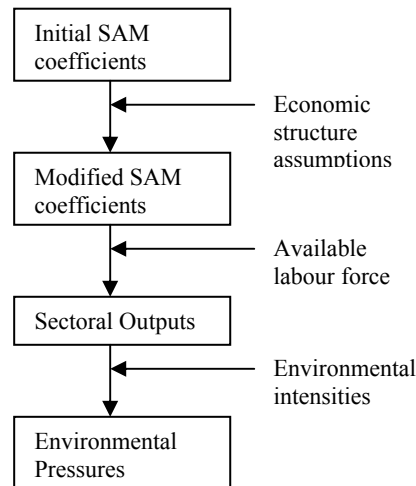 Initial SAM
coefficients
Economic
structure
assumptions
Modified SAM
coefficients
Available
labour force
Sectoral Outputs
Environmental
intensities
Environmental
Pressures